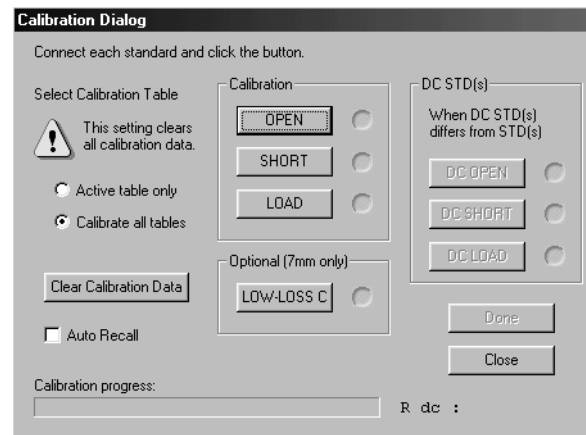 Calibration Dialog
Connect each standard and click the button.
Select Calibration Table
This setting clears
all calibration data.
Active table only
Calibrate all tables
Clear Calibration Data
Auto Recall
Calibration
OPEN
SHORT
LOAD
Optional (7mm only)
LOW-LOSS C
DC STD(s)
When DC STD(s)
differs from STD(s)
DC OPEN
DC SHORT
DC LOAD
Done
Close
Calibration progress:
R dc :